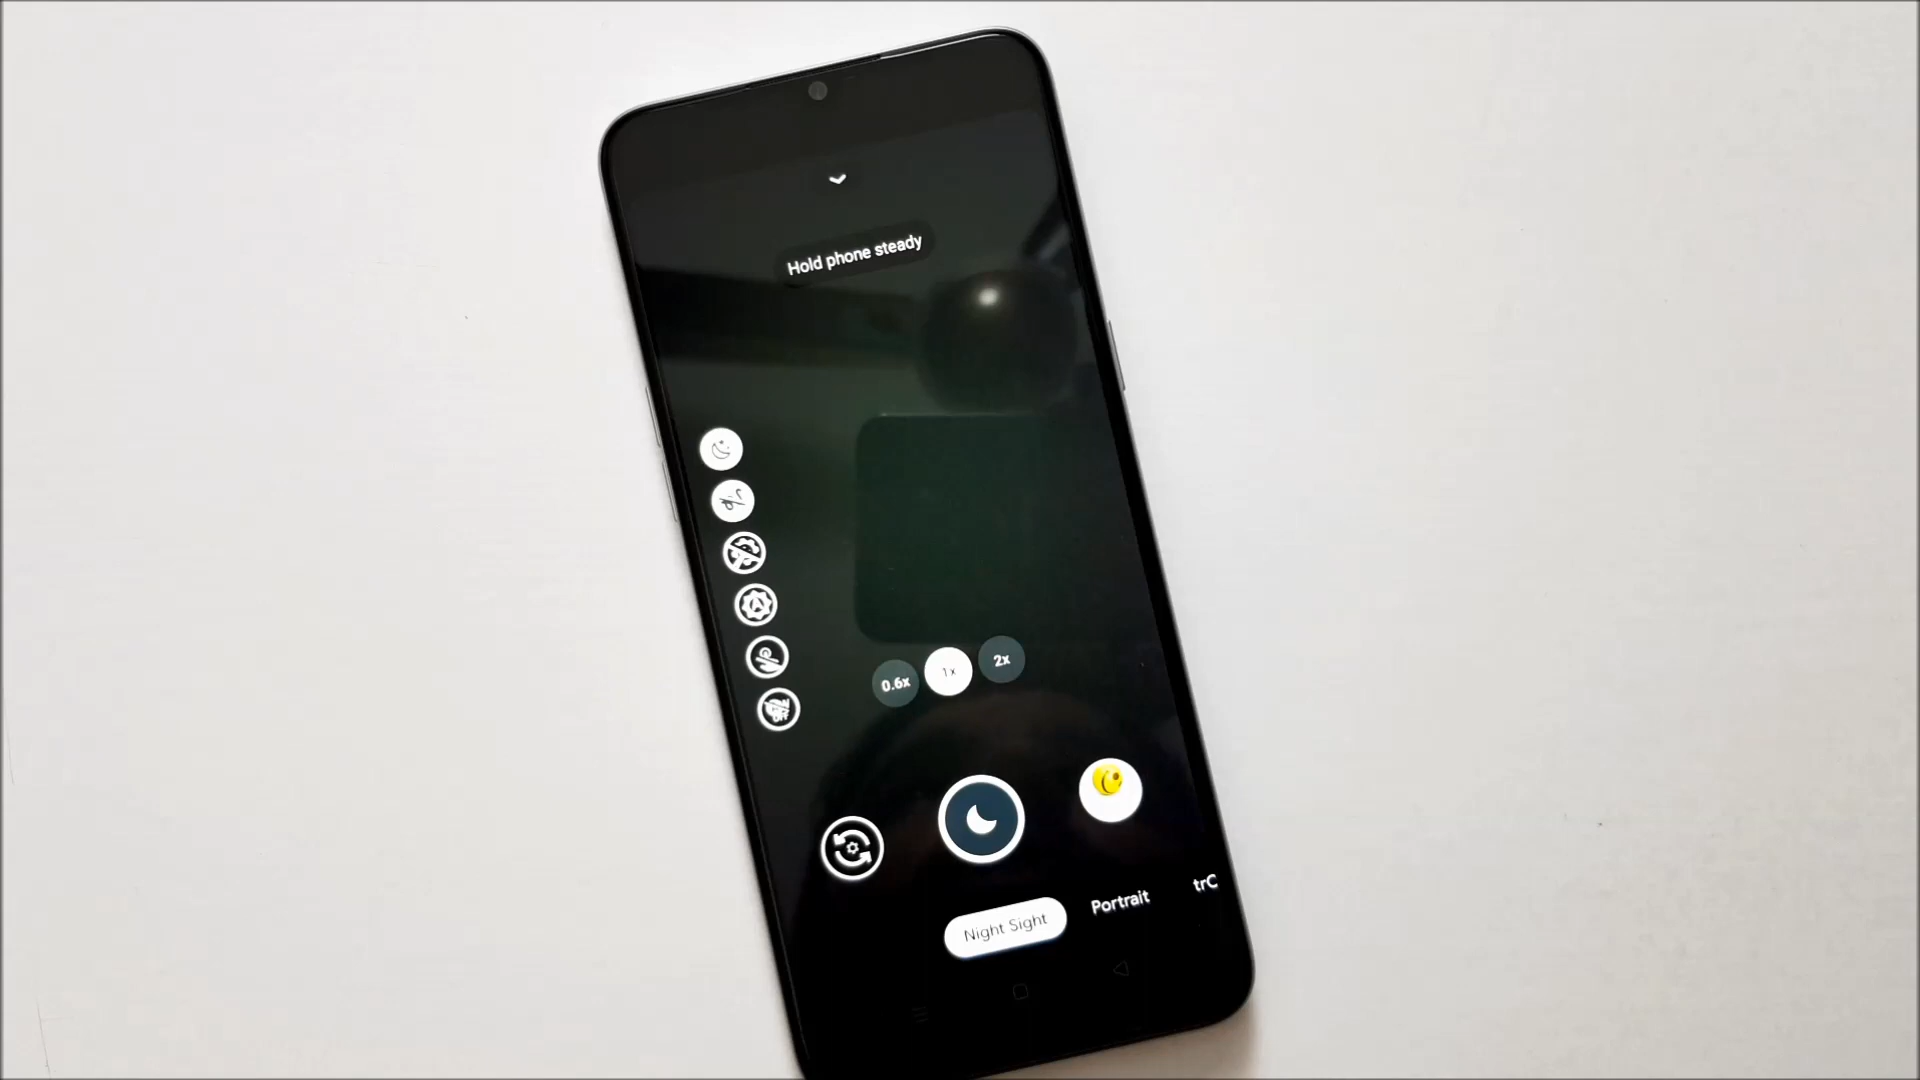 Hold phone steady
0.6x
1x
2x
Night Sight
Portrait
trC